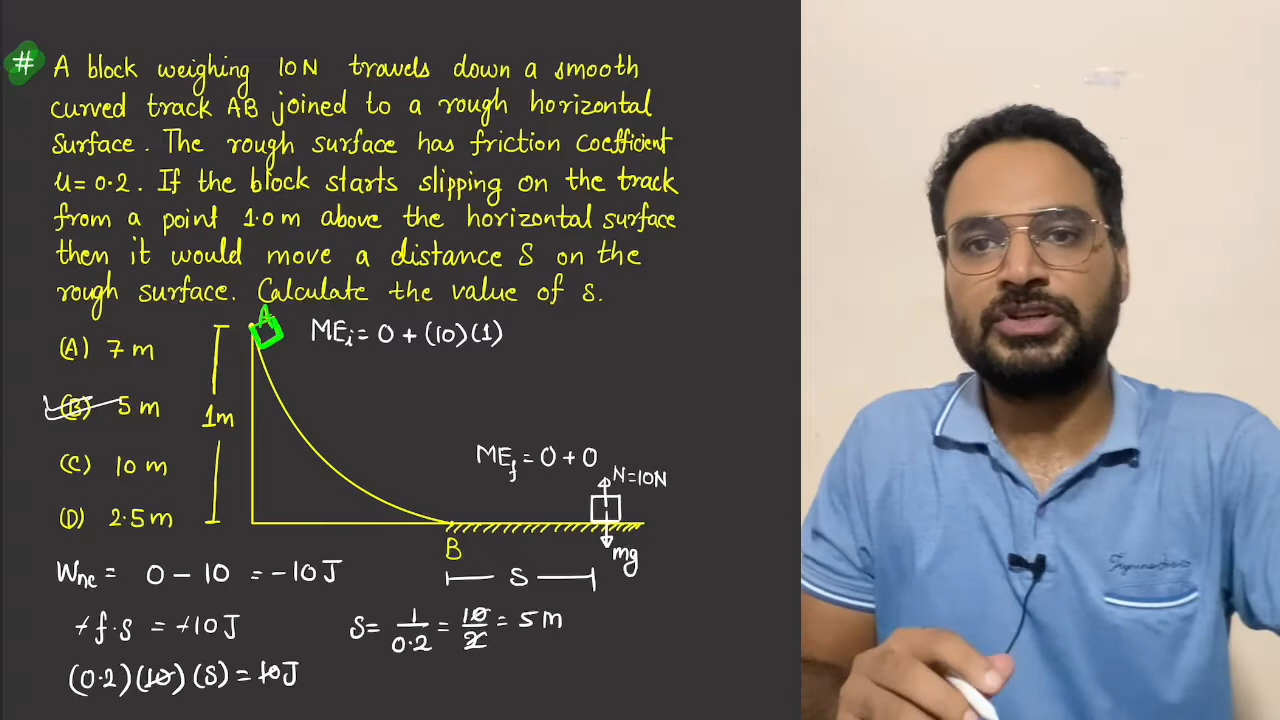 # A block weighing 10N travels down a smooth
curved track AB joined to a rough horizontal
surface. The rough surface has friction coefficient
μ = 0.2. If the block starts slipping on the track
from a point 1.0 m above the horizontal surface
then it would move a distance S on the
rough surface. Calculate the value of s.
A
ME_i = 0 + (10)(1)
(A) 7 m
(B) 5 m
1m
(C) 10 m
ME_f = 0 + 0
N = 10N
(D) 2.5 m
B
mg
S
W_nc = 0 - 10 = -10J
+f.s = +10J
S = 1/0.2 = 10/2 = 5 m
(0.2)(10)(S) = 10J